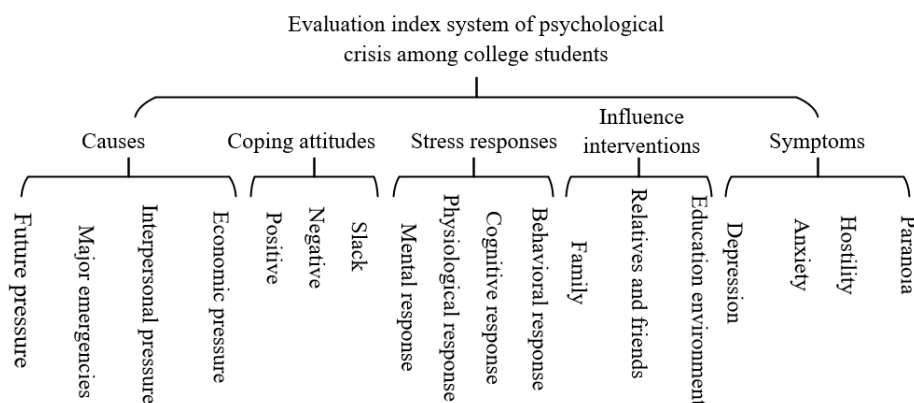 Evaluation index system of psychological
crisis among college students
Causes
Coping attitudes
Stress responses
Influence
interventions
Symptoms
Future pressure
Major emergencies
Interpersonal pressure
Economic pressure
Positive
Negative
Slack
Mental response
Physiological response
Cognitive response
Behavioral response
Family
Relatives and friends
Education environment
Depression
Anxiety
Hostility
Paranoia